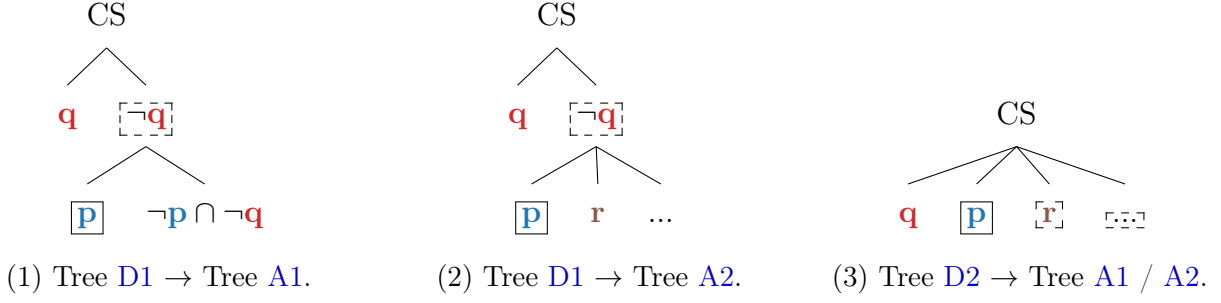 CS
q ¬q
p ¬p ∩ ¬q
(1) Tree D1 → Tree A1.
CS
q ¬q
p r ...
(2) Tree D1 → Tree A2.
CS
q p r ...
(3) Tree D2 → Tree A1 / A2.